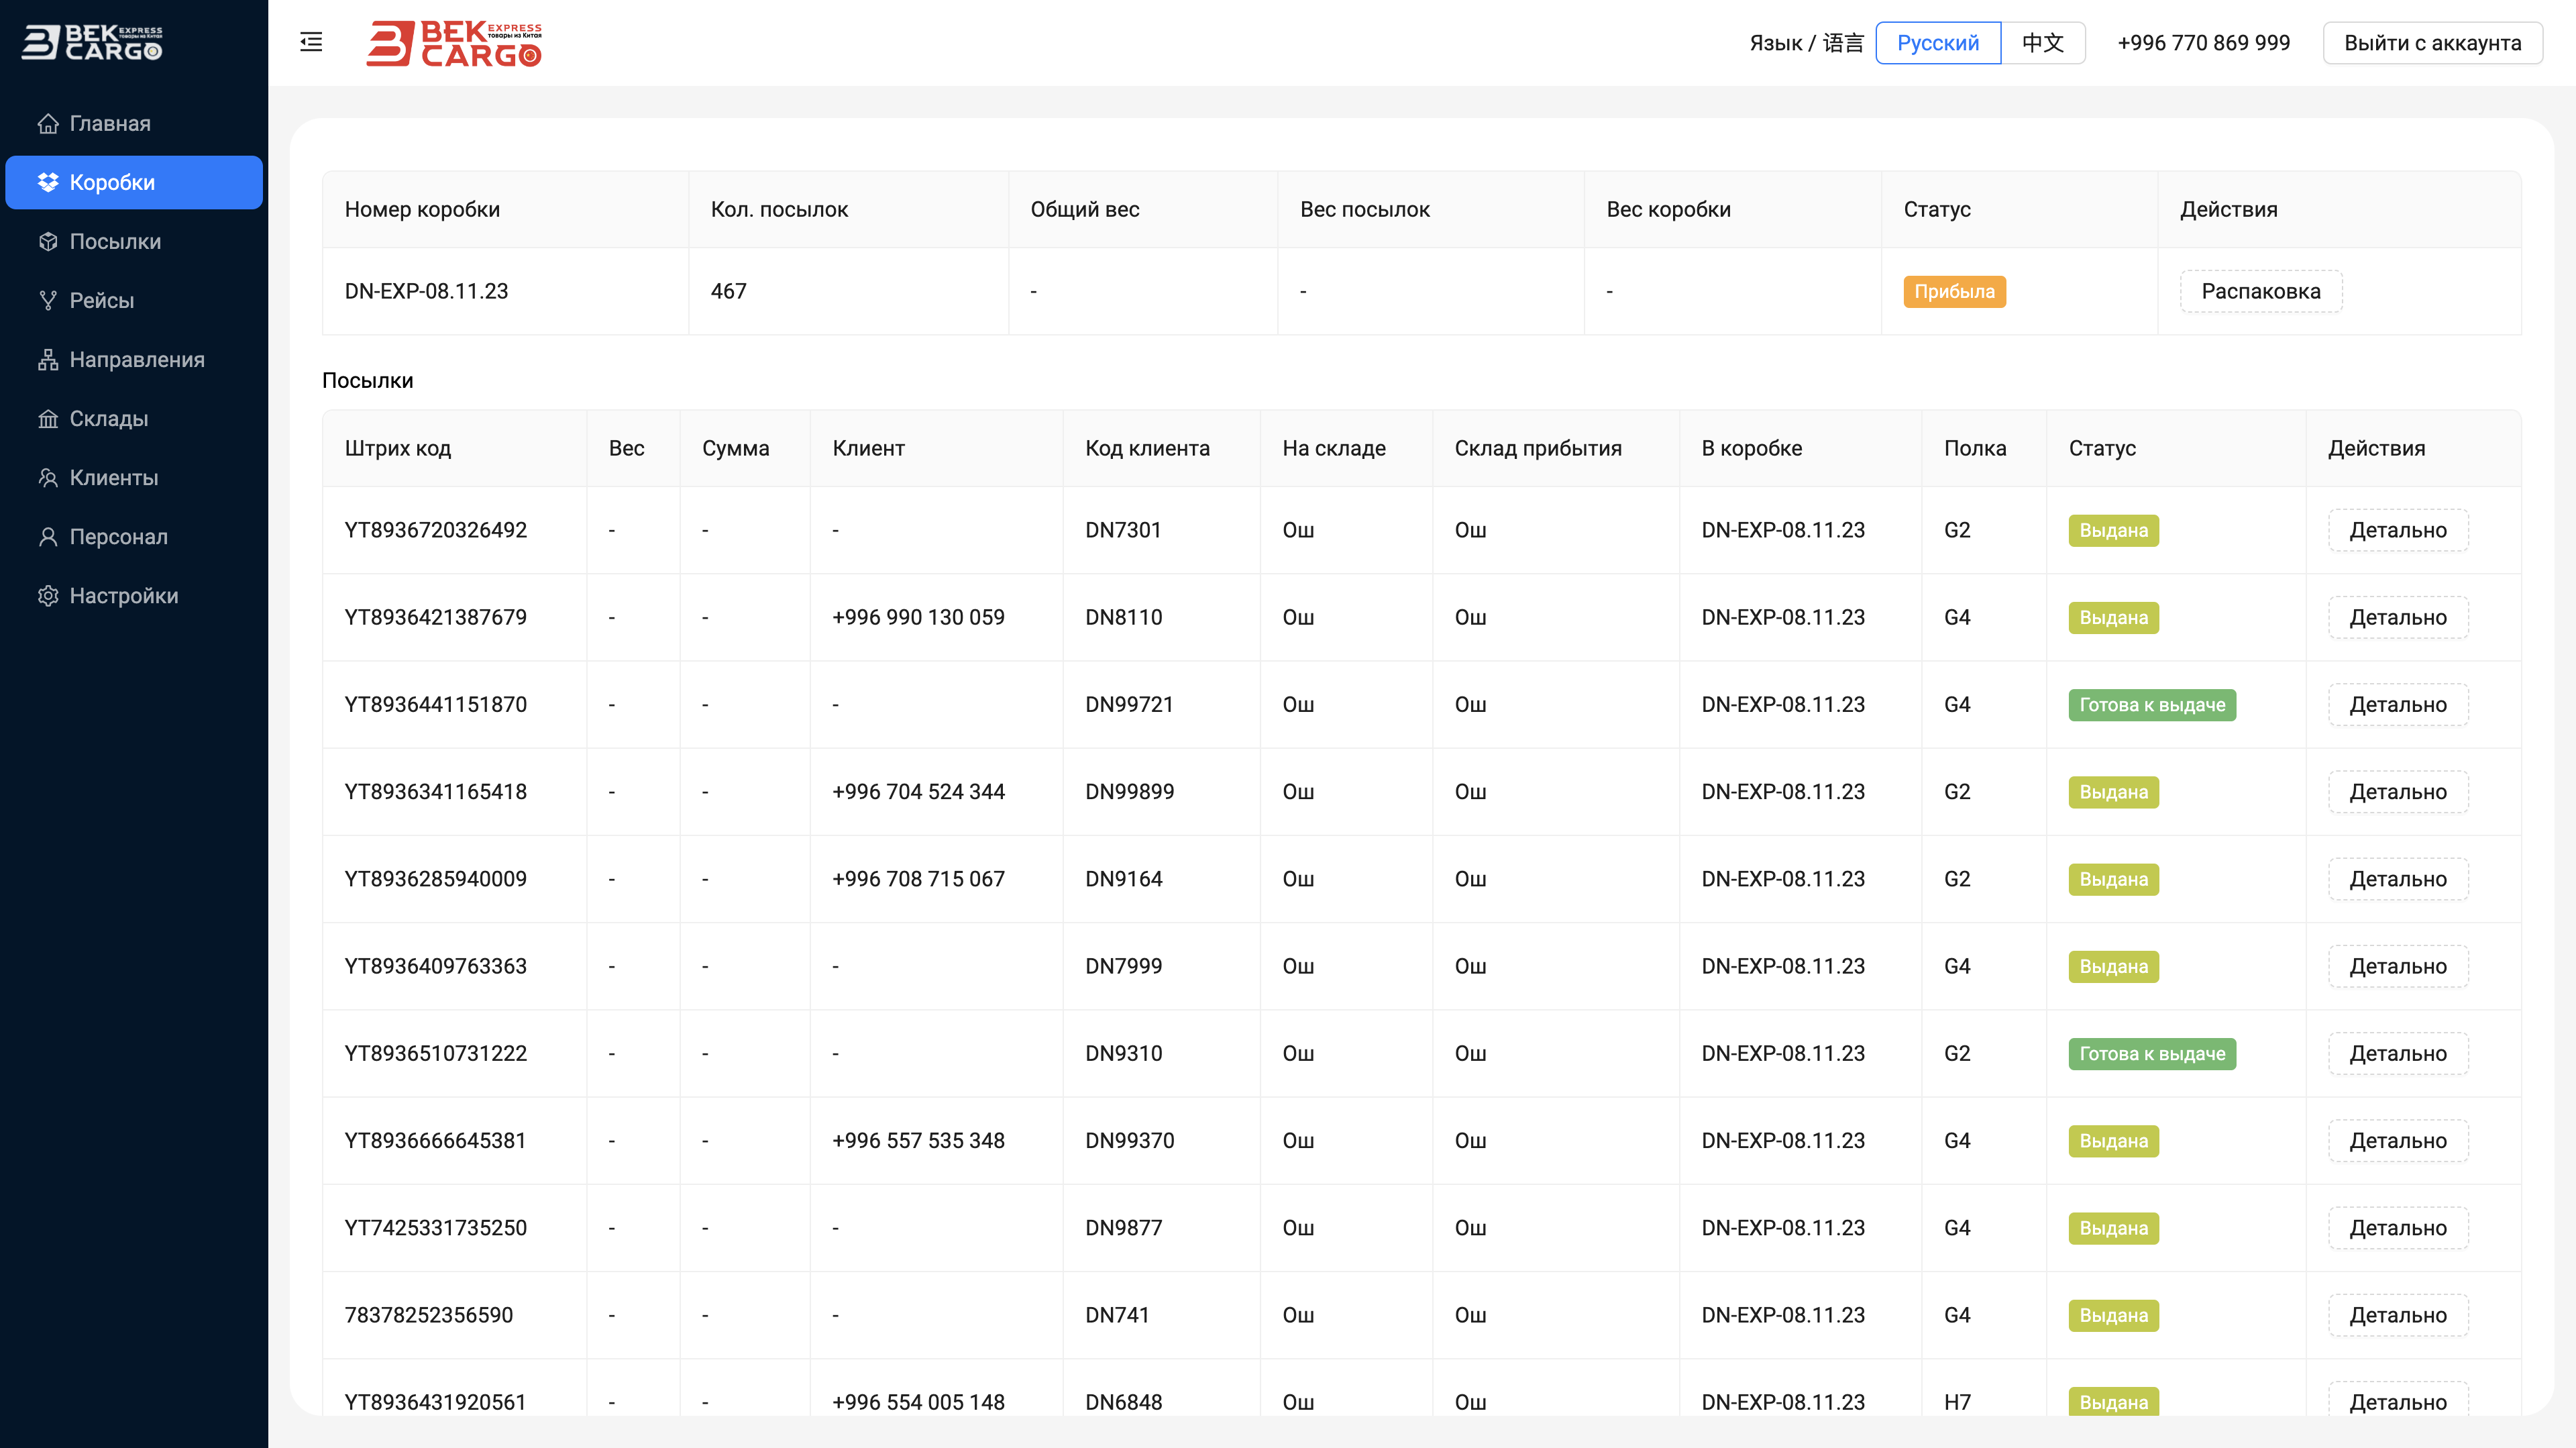 BEK EXPRESS
товары из Китая
CARGO
BEK EXPRESS
товары из Китая
CARGO
Язык / 语言 Русский 中文 +996 770 869 999 Выйти с аккаунта
Главная
Коробки
Посылки
Рейсы
Направления
Склады
Клиенты
Персонал
Настройки
Номер коробки Кол. посылок Общий вес Вес посылок Вес коробки Статус Действия
DN-EXP-08.11.23 467 - - - Прибыла Распаковка
Посылки
Штрих код Вес Сумма Клиент Код клиента На складе Склад прибытия В коробке Полка Статус Действия
YT8936720326492 - - - DN7301 Ош Ош DN-EXP-08.11.23 G2 Выдана Детально
YT8936421387679 - - +996 990 130 059 DN8110 Ош Ош DN-EXP-08.11.23 G4 Выдана Детально
YT8936441151870 - - - DN99721 Ош Ош DN-EXP-08.11.23 G4 Готова к выдаче Детально
YT8936341165418 - - +996 704 524 344 DN99899 Ош Ош DN-EXP-08.11.23 G2 Выдана Детально
YT8936285940009 - - +996 708 715 067 DN9164 Ош Ош DN-EXP-08.11.23 G2 Выдана Детально
YT8936409763363 - - - DN7999 Ош Ош DN-EXP-08.11.23 G4 Выдана Детально
YT8936510731222 - - - DN9310 Ош Ош DN-EXP-08.11.23 G2 Готова к выдаче Детально
YT8936666645381 - - +996 557 535 348 DN99370 Ош Ош DN-EXP-08.11.23 G4 Выдана Детально
YT7425331735250 - - - DN9877 Ош Ош DN-EXP-08.11.23 G4 Выдана Детально
78378252356590 - - - DN741 Ош Ош DN-EXP-08.11.23 G4 Выдана Детально
YT8936431920561 - - +996 554 005 148 DN6848 Ош Ош DN-EXP-08.11.23 H7 Выдана Детально